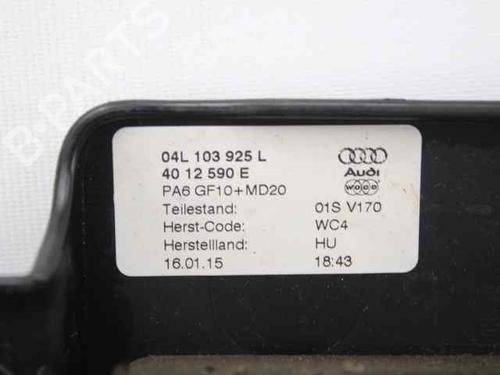 B-PARTS
04L 103 925 L
40 12 590 E
Audi
PA6 GF10+MD20
Teilestand: 01S V170
Herst-Code: WC4
Herstellland: HU
16.01.15 18:43